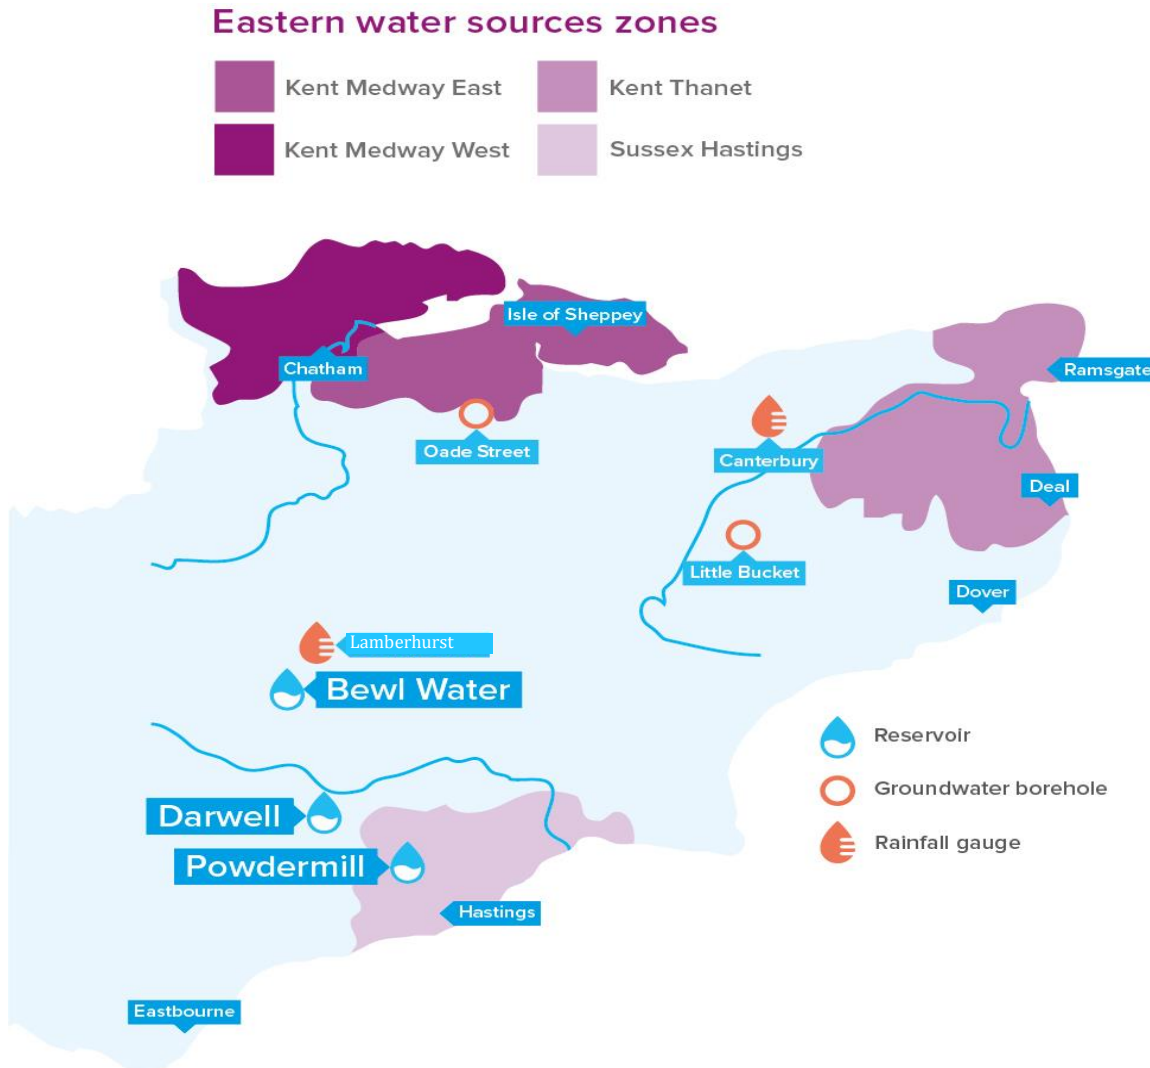 Eastern water sources zones
Kent Medway East
Kent Thanet
Kent Medway West
Sussex Hastings
Isle of Sheppey
Chatham
Ramsgate
Oade Street
Canterbury
Deal
Little Bucket
Dover
Lamberhurst
Bewl Water
Reservoir
Groundwater borehole
Darwell
Rainfall gauge
Powdermill
Hastings
Eastbourne